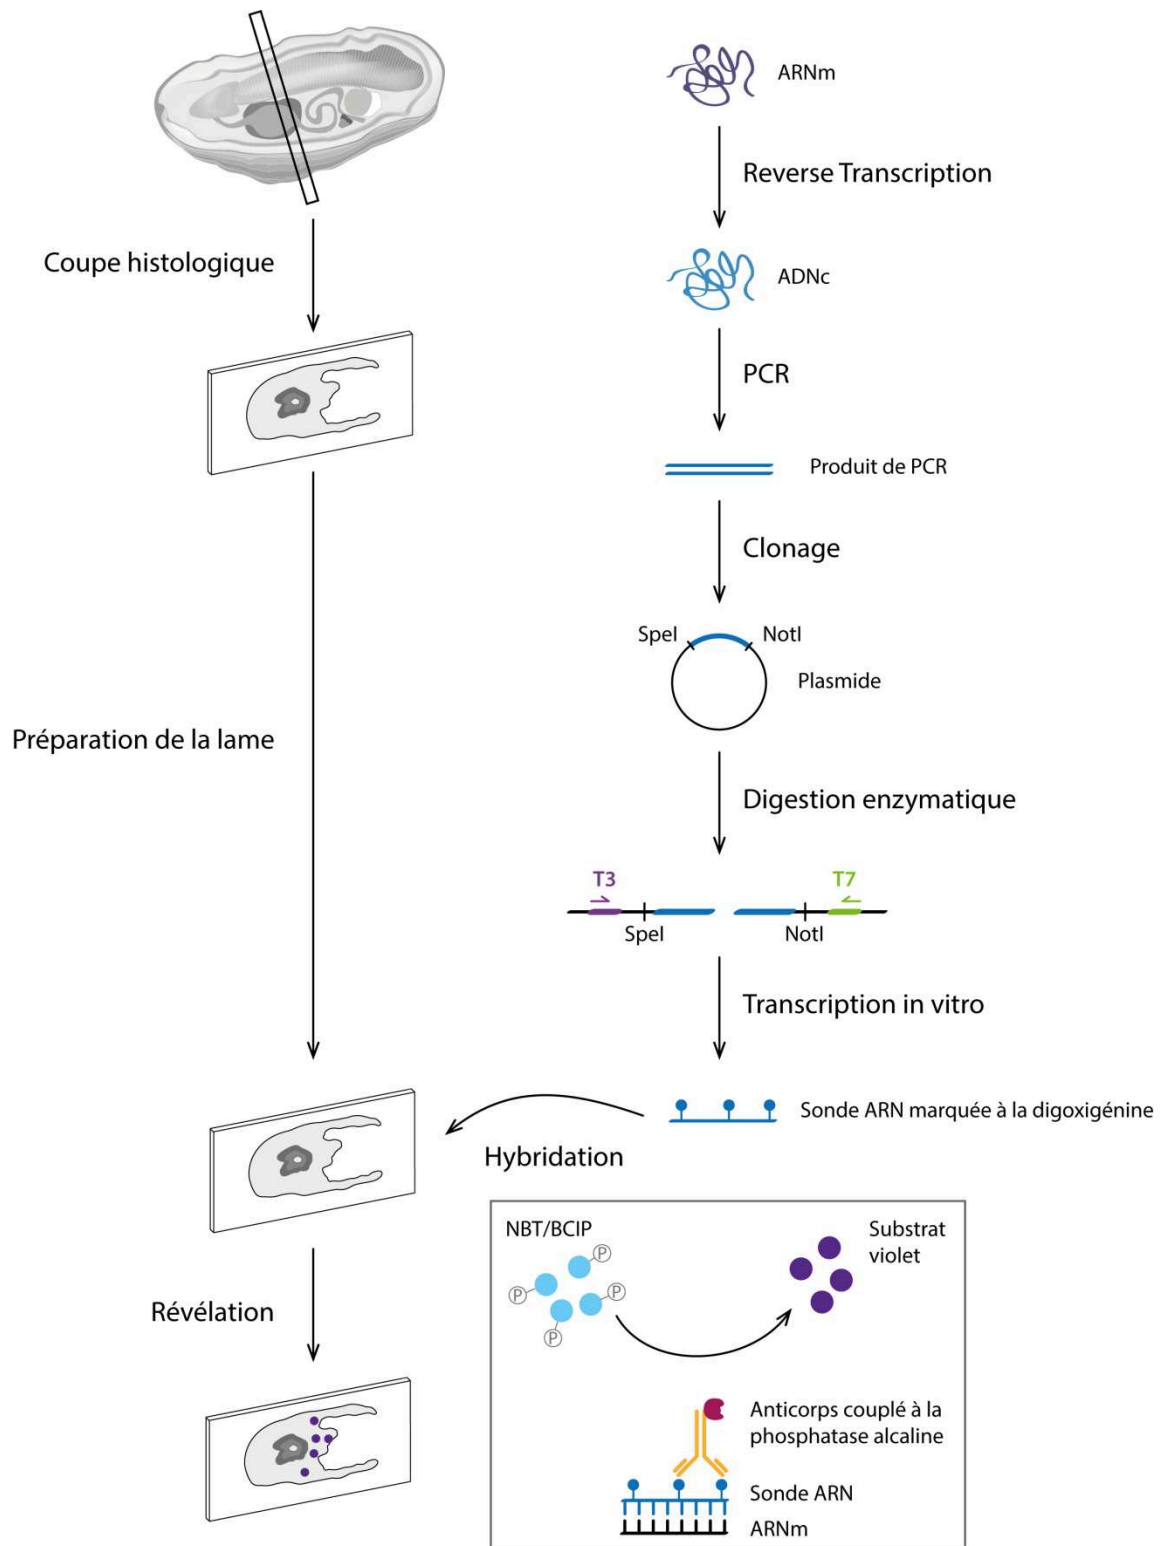 ARNm
Reverse Transcription
Coupe histologique
ADNc
PCR
Produit de PCR
Clonage
SpeI
NotI
Plasmide
Préparation de la lame
Digestion enzymatique
T3
T7
SpeI
NotI
Transcription in vitro
Sonde ARN marquée à la digoxigénine
Hybridation
NBT/BCIP
P
P
P
P
Substrat
violet
Révélation
Anticorps couplé à la
phosphatase alcaline
Sonde ARN
ARNm